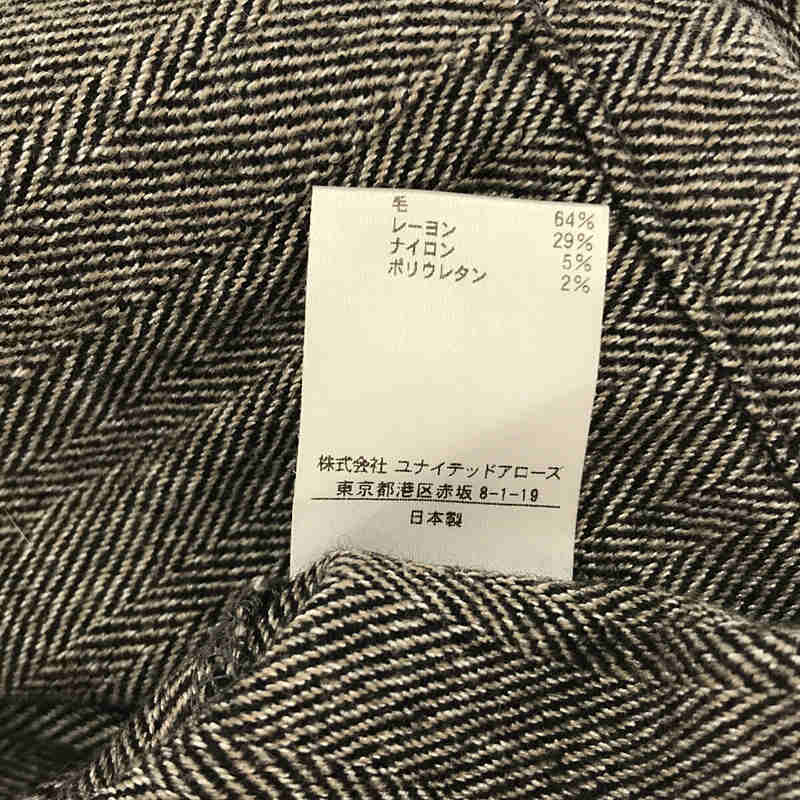 毛 64%
レーヨン 29%
ナイロン 5%
ポリウレタン 2%
株式会社 ユナイテッドアローズ
東京都港区赤坂 8-1-19
日本製